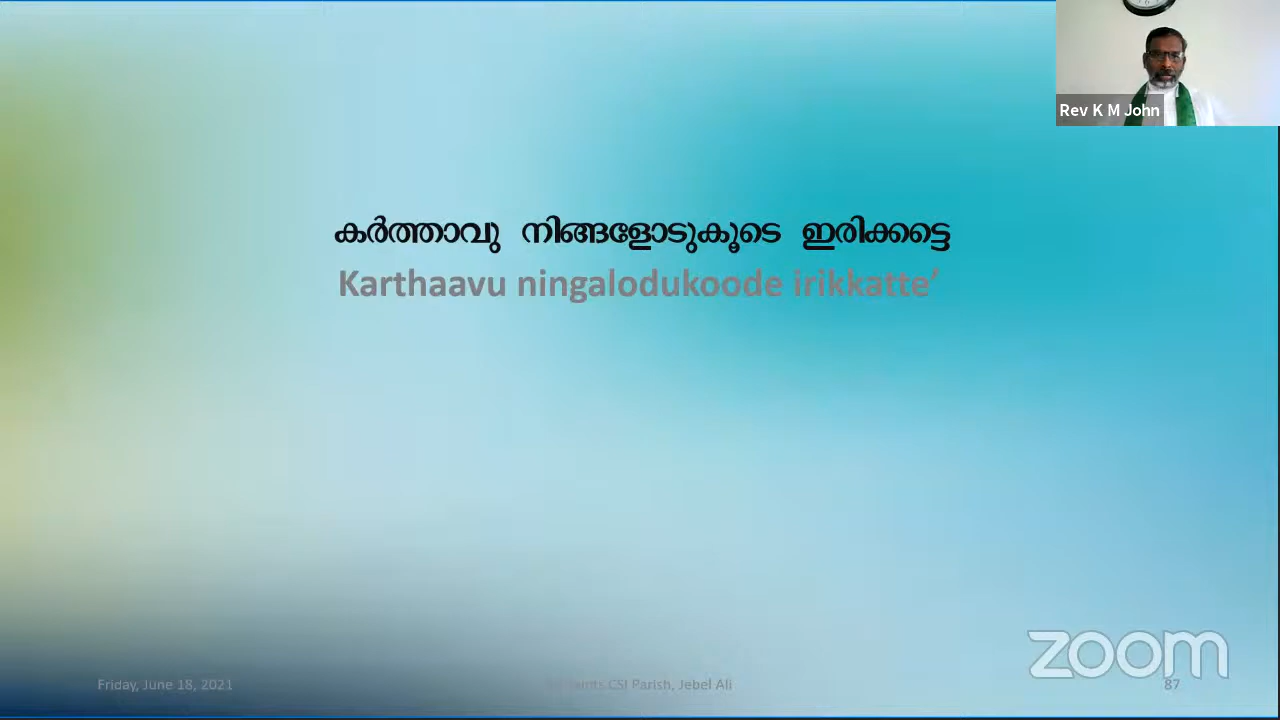 Rev K M John
കർത്താവു നിങ്ങളോടുകൂടെ ഇരിക്കട്ടെ
Karthaavu ningalodukoode irikkatte’
zoom
Friday, June 18, 2021
CSI Parish, Jebel Ali
87